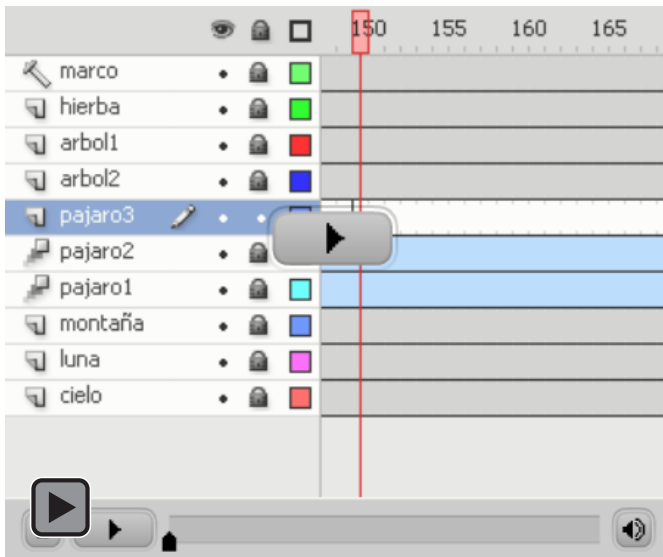 150 155 160 165
marco
hierba
arbol1
arbol2
pajaro3
pajaro2
pajaro1
montaña
luna
cielo